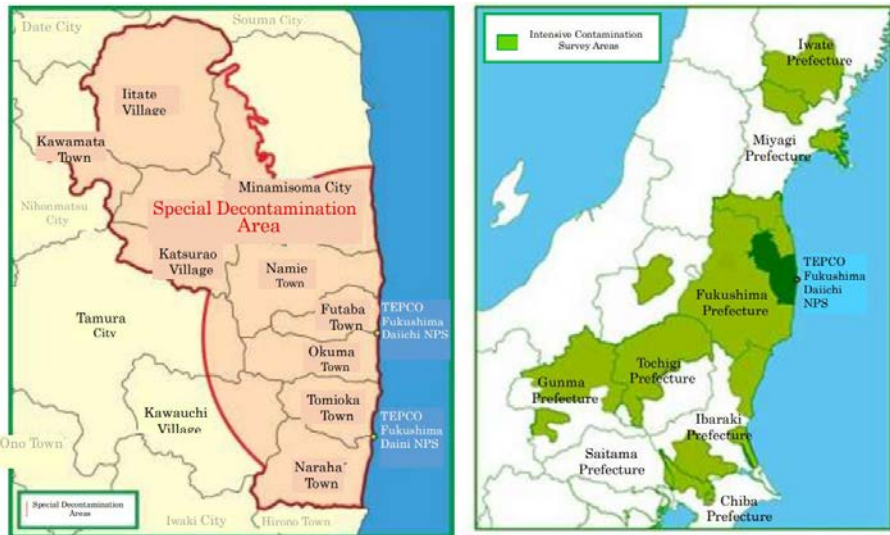 Date City
Souma City
Iitate
Village
Kawamata
Town
Minamisoma City
Nihonmatsu
City
Special Decontamination
Area
Katsurao
Village
Namie
Town
Tamura
City
Futaba
Town
TEPCO
Fukushima
Daiichi NPS
Okuma
Town
Tomioka
Town
Kawauchi
Village
TEPCO
Fukushima
Daini NPS
Ono Town
Naraha
Town
Special Decontamination
Areas
Iwaki City
Hirono Town
Intensive Contamination
Survey Areas
Iwate
Prefecture
Miyagi
Prefecture
TEPCO
Fukushima
Daiichi
NPS
Fukushima
Prefecture
Tochigi
Prefecture
Gunma
Prefecture
Ibaraki
Prefecture
Saitama
Prefecture
Chiba
Prefecture